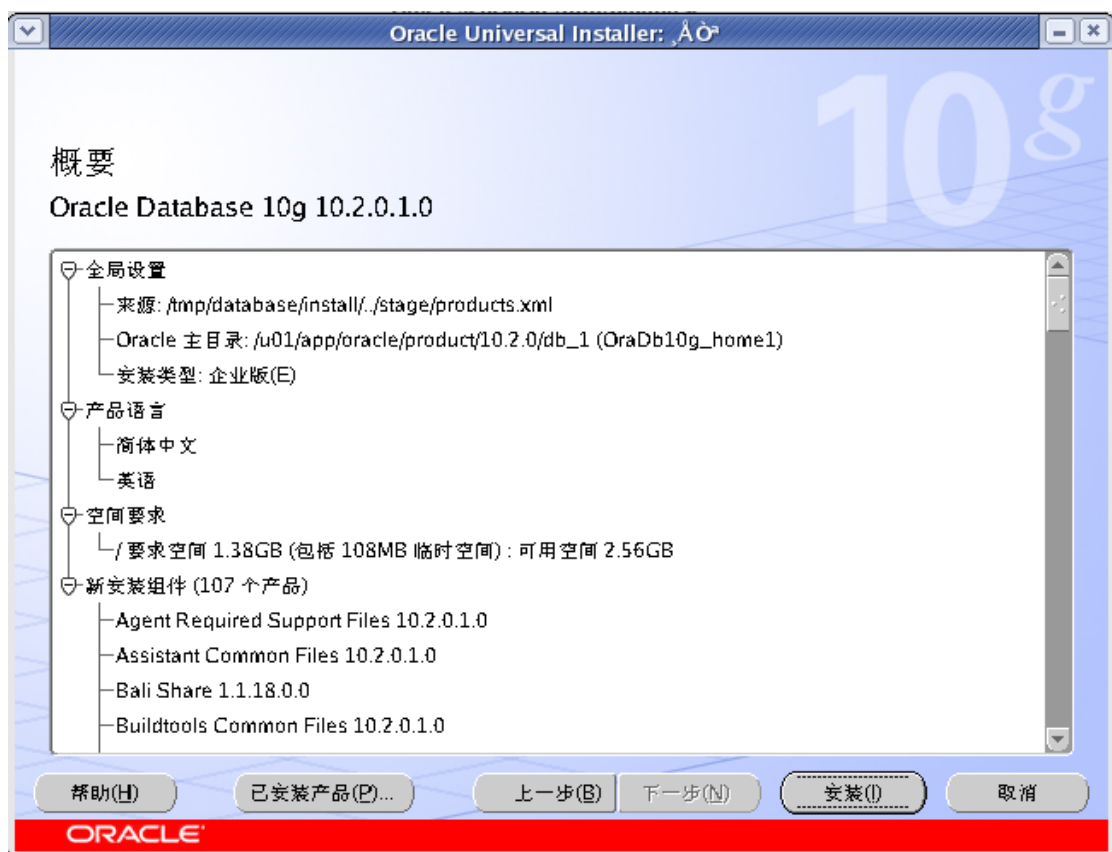 Oracle Universal Installer: ¸ÅÒª
10g
概要
Oracle Database 10g 10.2.0.1.0
全局设置
来源: /tmp/database/install/../stage/products.xml
Oracle 主目录: /u01/app/oracle/product/10.2.0/db_1 (OraDb10g_home1)
安装类型: 企业版(E)
产品语言
简体中文
英语
空间要求
/ 要求空间 1.38GB (包括 108MB 临时空间) : 可用空间 2.56GB
新安装组件 (107 个产品)
Agent Required Support Files 10.2.0.1.0
Assistant Common Files 10.2.0.1.0
Bali Share 1.1.18.0.0
Buildtools Common Files 10.2.0.1.0
帮助(H) 已安装产品(P)... 上一步(B) 下一步(N) 安装(I) 取消
ORACLE